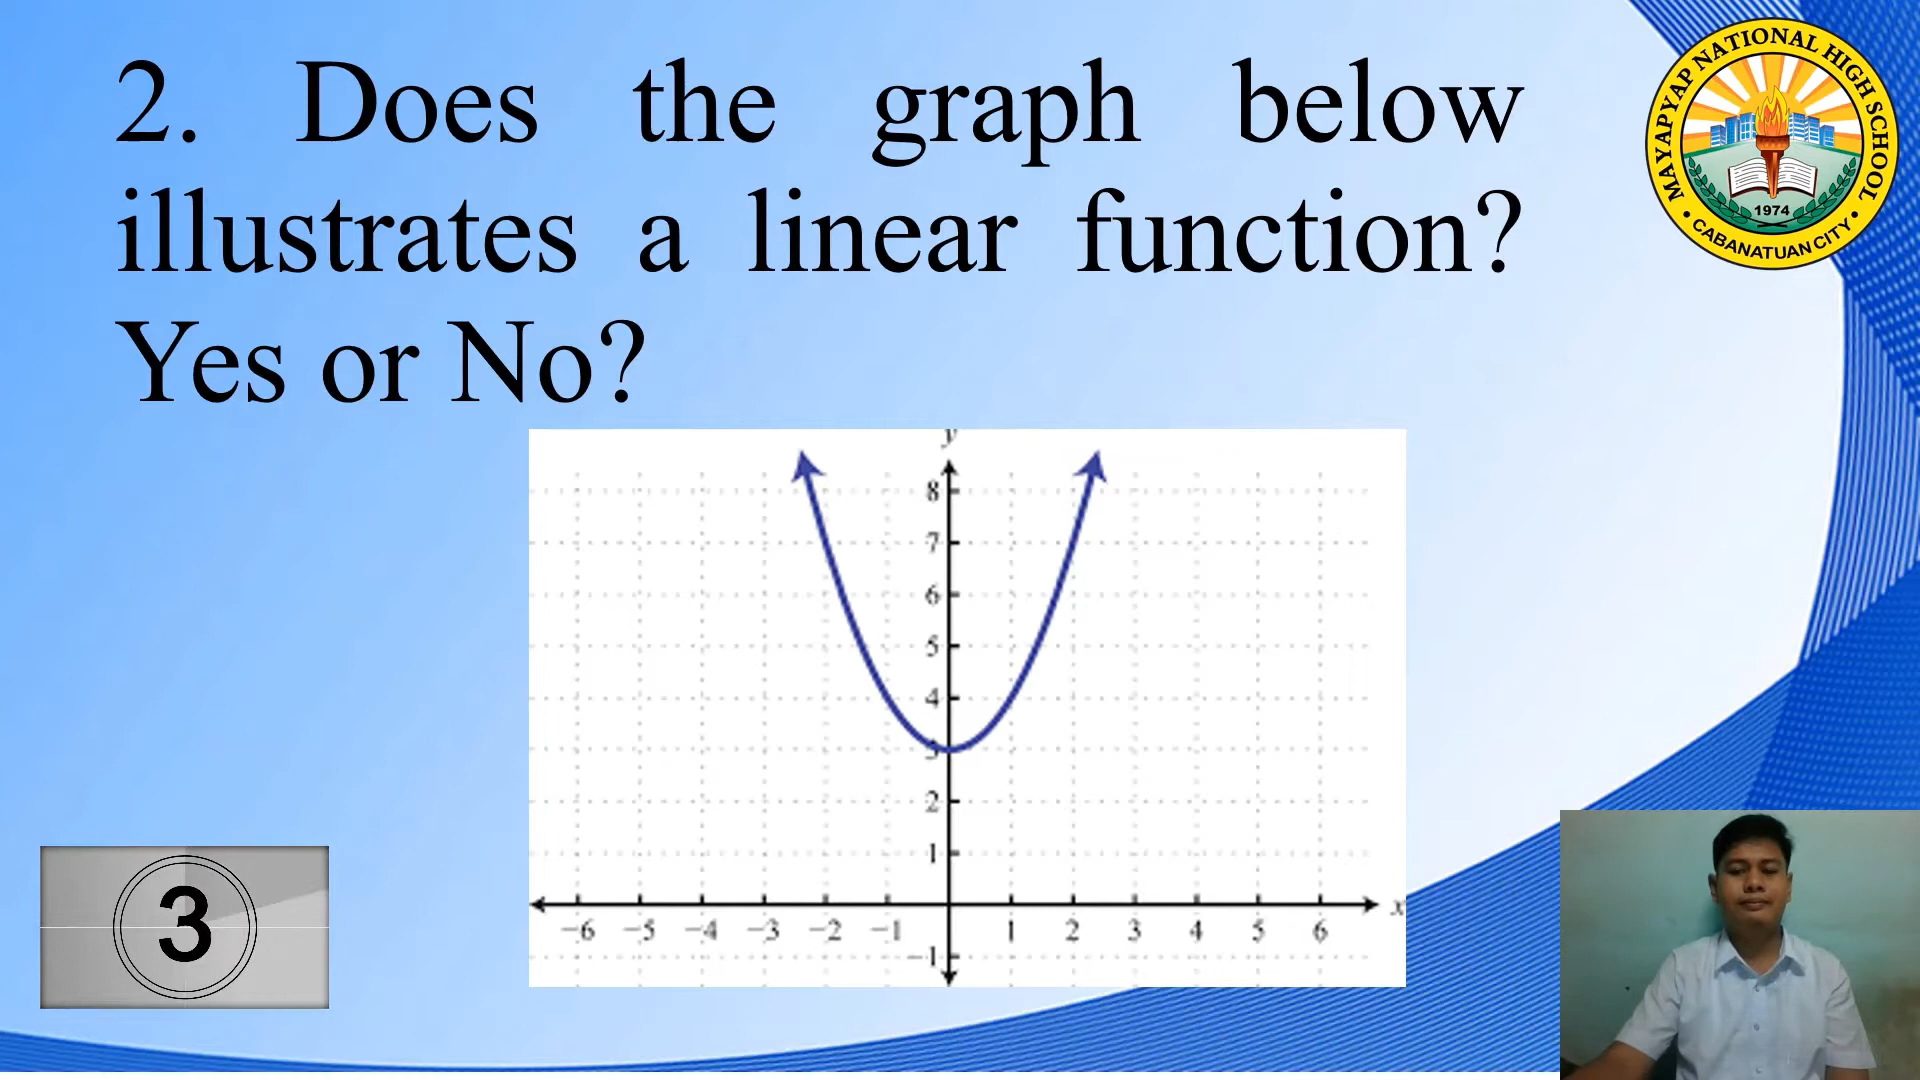 2. Does the graph below
illustrates a linear function?
Yes or No?
MAYAPYAP NATIONAL HIGH SCHOOL
1974
• CABANATUAN CITY •
y
8
7
6
5
4
3
2
1
−6 −5 −4 −3 −2 −1 1 2 3 4 5 6 x
−1
3